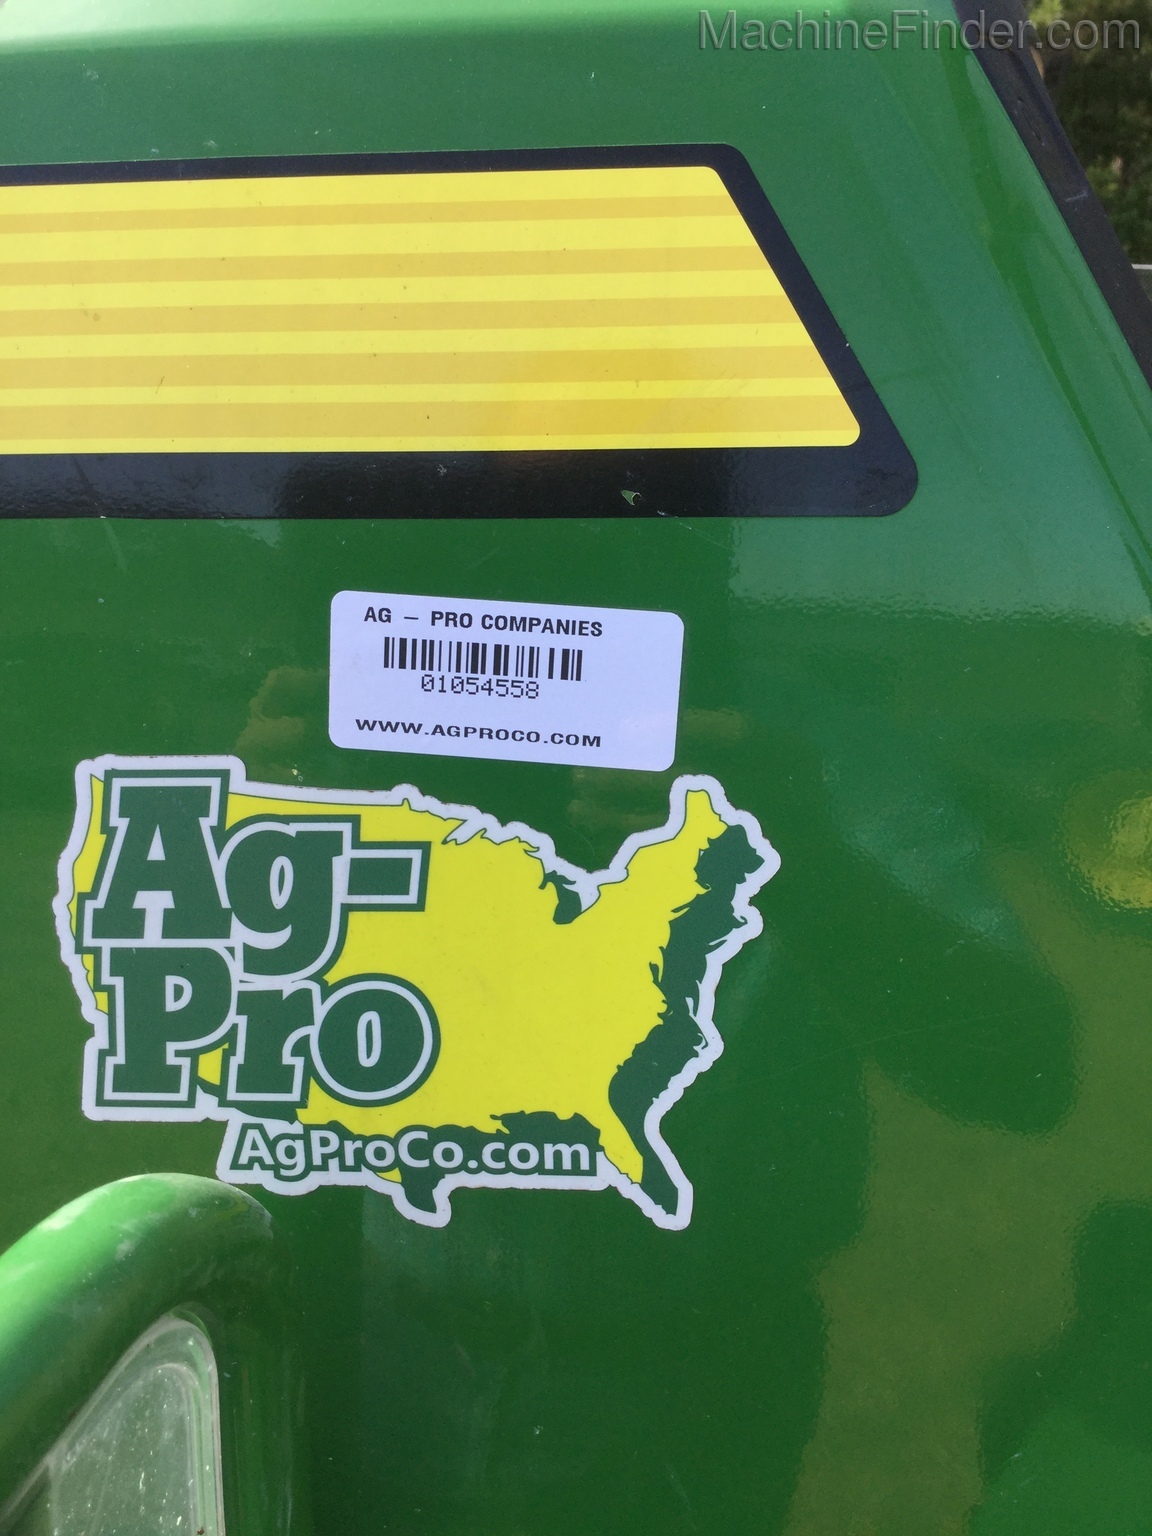 MachineFinder.com
AG – PRO COMPANIES
01054558
WWW.AGPROCO.COM
Ag-
Pro
AgProCo.com